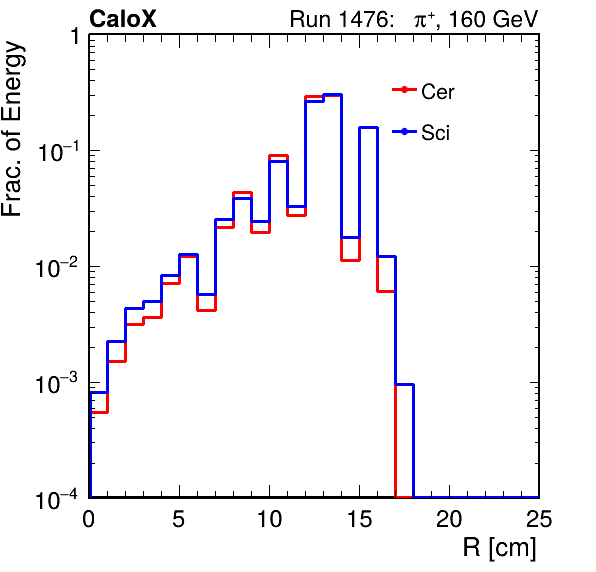 CaloX Run 1476: π⁺, 160 GeV
Frac. of Energy
1
10⁻¹
10⁻²
10⁻³
10⁻⁴
Cer
Sci
0 5 10 15 20 25
R [cm]